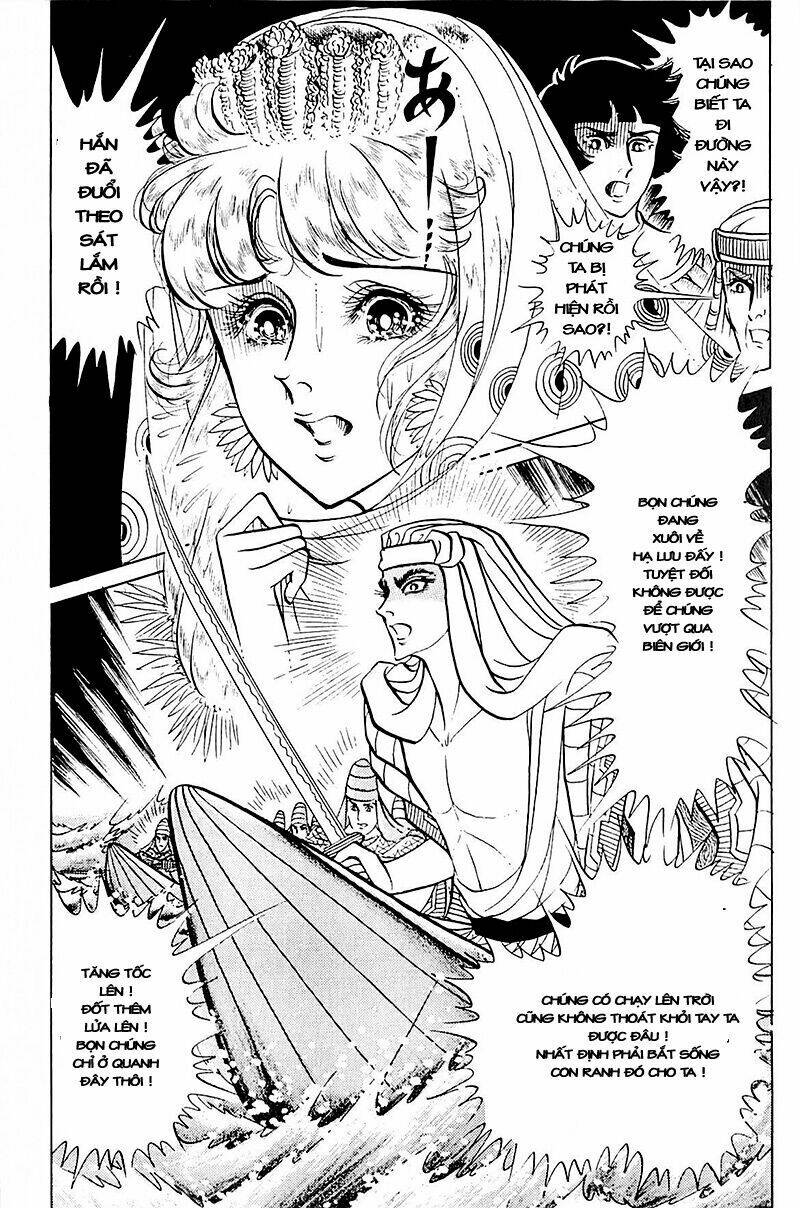 TẠI SAO
CHÚNG
BIẾT TA
ĐI
ĐƯỜNG
NÀY
VẬY?!
CHÚNG
TA BỊ
PHÁT
HIỆN RỒI
SAO?!
あーー!!
HẮN
ĐÃ
ĐUỔI
THEO
SÁT
LẮM
RỒI !
BỌN CHÚNG
ĐANG
XUÔI VỀ
HẠ LƯU ĐẤY !
TUYỆT ĐỐI
KHÔNG ĐƯỢC
ĐỂ CHÚNG
VƯỢT QUA
BIÊN GIỚI !
CHÚNG CÓ CHẠY LÊN TRỜI
CŨNG KHÔNG THOÁT KHỎI TAY TA
ĐƯỢC ĐÂU !
NHẤT ĐỊNH PHẢI BẮT SỐNG
CON RANH ĐÓ CHO TA !
TĂNG TỐC
LÊN !
ĐỐT THÊM
LỬA LÊN !
BỌN CHÚNG
CHỈ Ở QUANH
ĐÂY THÔI !